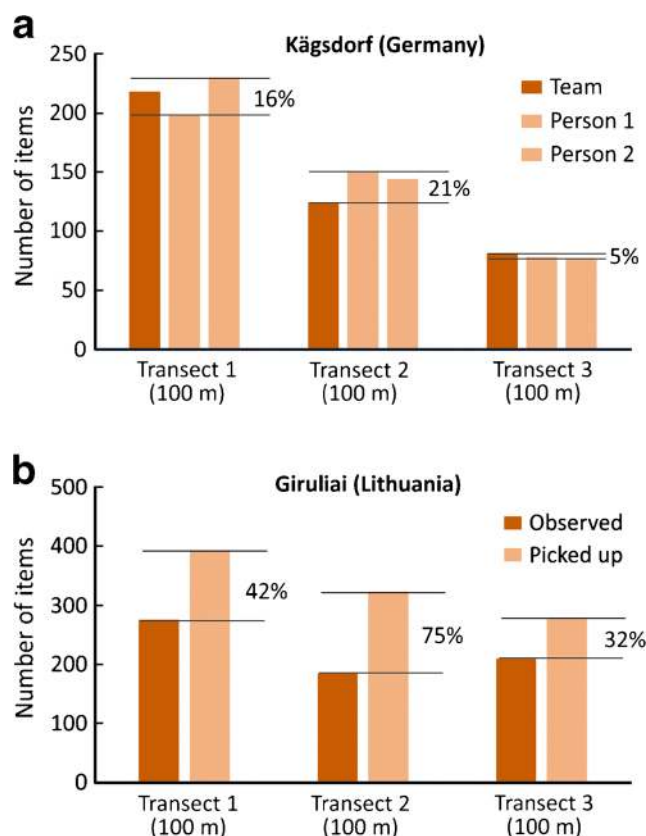 a
Kägsdorf (Germany)
Number of items
250
200
150
100
50
0
16%
21%
5%
Team
Person 1
Person 2
Transect 1
(100 m)
Transect 2
(100 m)
Transect 3
(100 m)
b
Giruliai (Lithuania)
Number of items
500
400
300
200
100
0
42%
75%
32%
Observed
Picked up
Transect 1
(100 m)
Transect 2
(100 m)
Transect 3
(100 m)